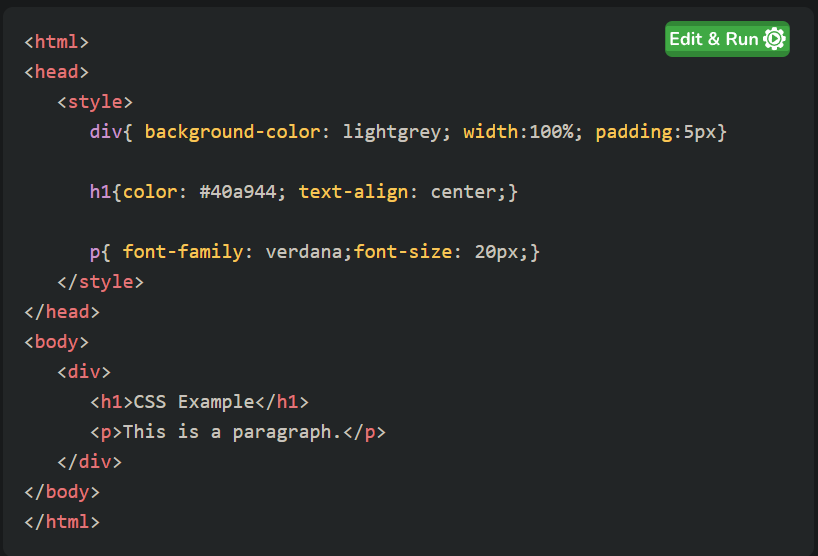 Edit & Run
<html>
<head>
<style>
div{ background-color: lightgrey; width:100%; padding:5px}
h1{color: #40a944; text-align: center;}
p{ font-family: verdana;font-size: 20px;}
</style>
</head>
<body>
<div>
<h1>CSS Example</h1>
<p>This is a paragraph.</p>
</div>
</body>
</html>